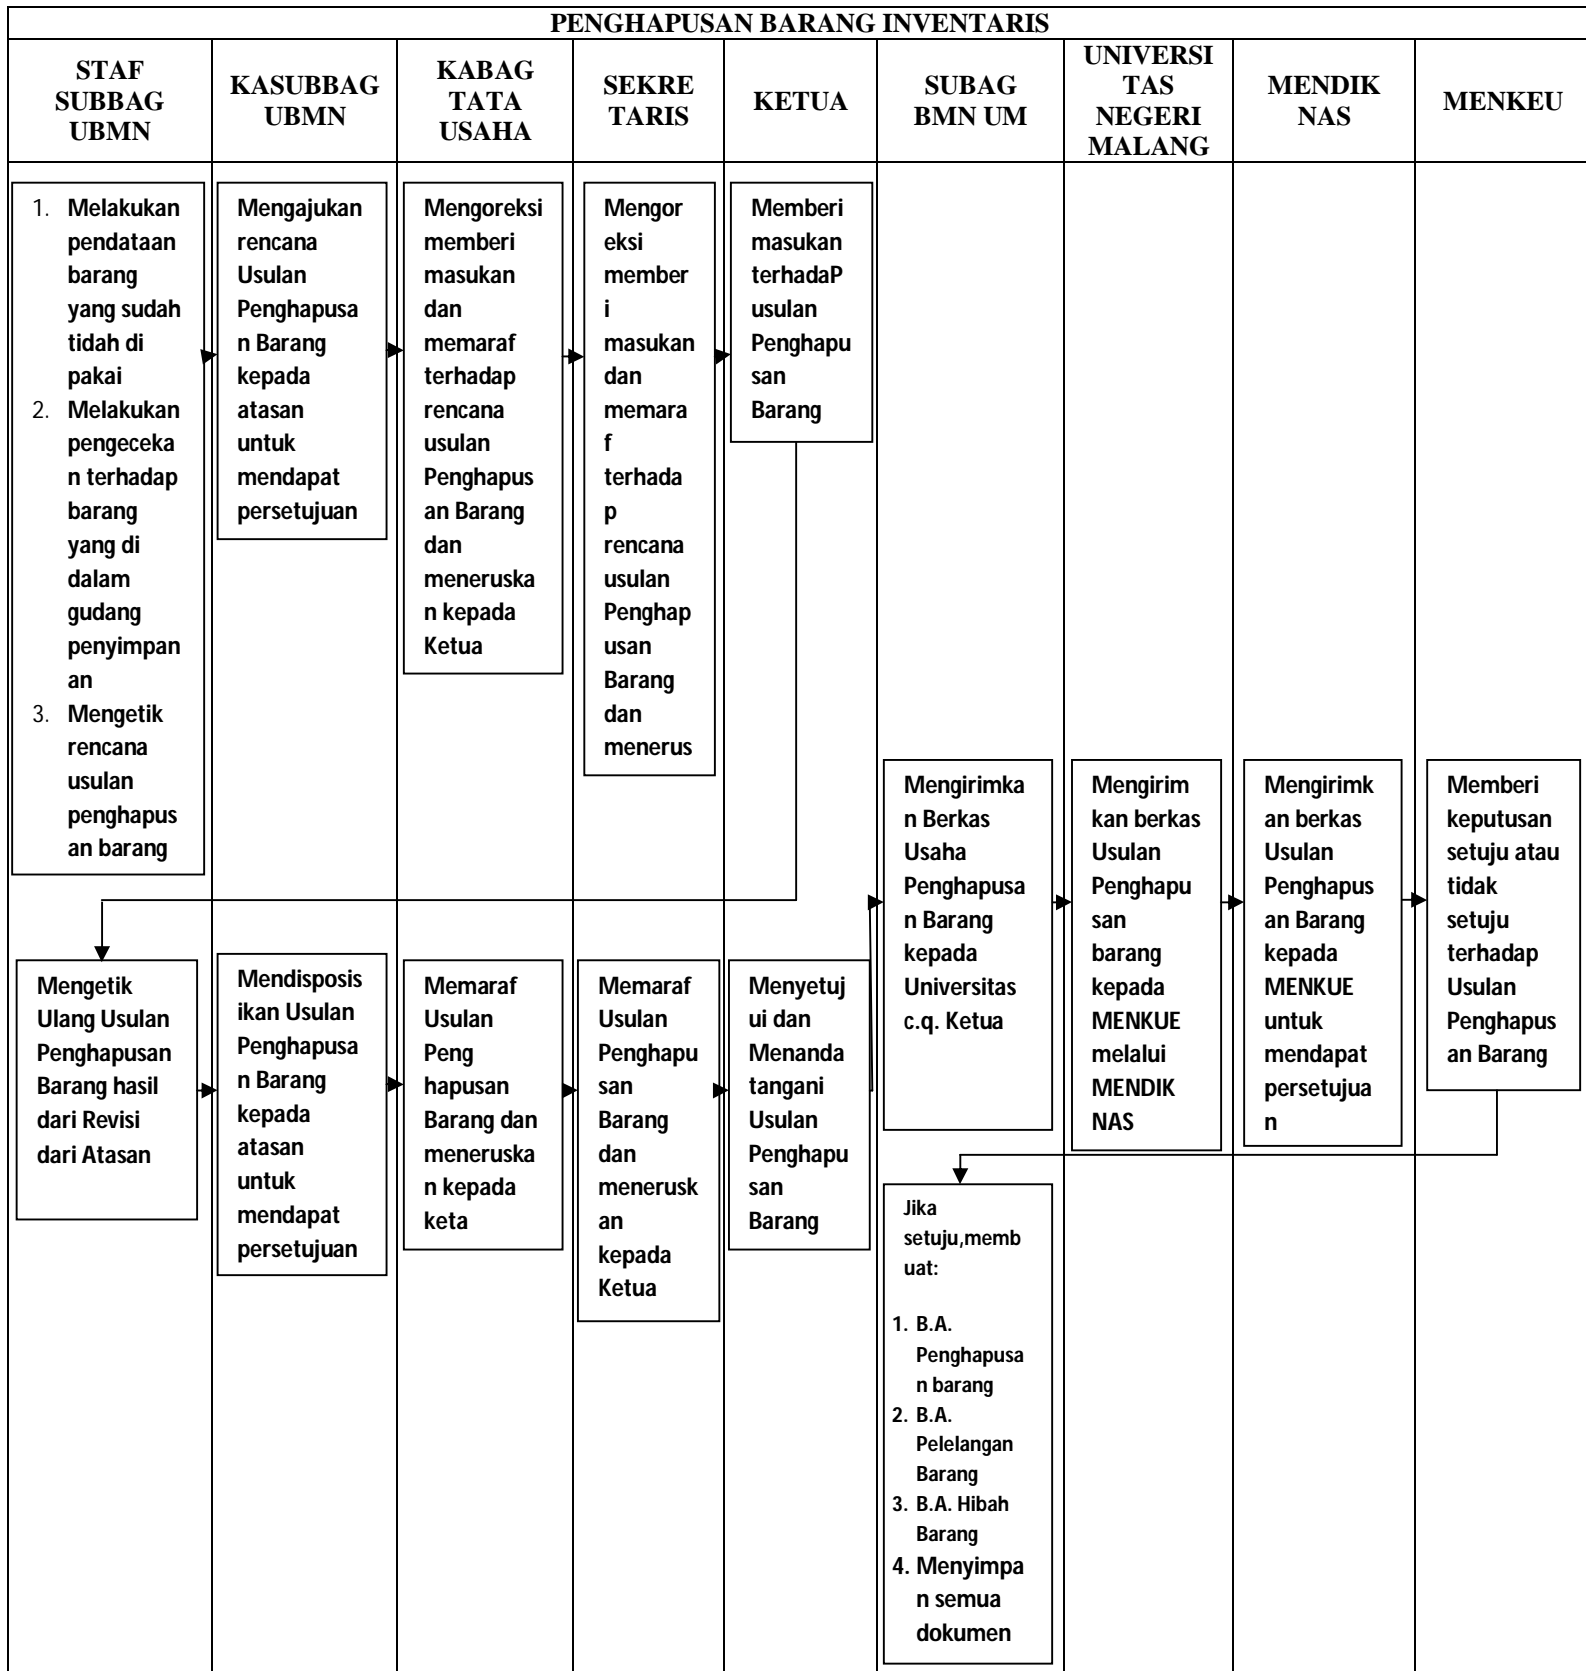 PENGHAPUSAN BARANG INVENTARIS
STAF
SUBBAG
UBMN
KASUBBAG
UBMN
KABAG
TATA
USAHA
SEKRE
TARIS
KETUA
SUBAG
BMN UM
UNIVERSI
TAS
NEGERI
MALANG
MENDIK
NAS
MENKEU
1. Melakukan
pendataan
barang
yang sudah
tidah di
pakai
2. Melakukan
pengeceka
n terhadap
barang
yang di
dalam
gudang
penyimpan
an
3. Mengetik
rencana
usulan
penghapus
an barang
Mengajukan
rencana
Usulan
Penghapusa
n Barang
kepada
atasan
untuk
mendapat
persetujuan
Mengoreksi
memberi
masukan
dan
memaraf
terhadap
rencana
usulan
Penghapus
an Barang
dan
meneruska
n kepada
Ketua
Mengor
eksi
member
i
masukan
dan
memara
f
terhada
p
rencana
usulan
Penghap
usan
Barang
dan
menerus
Memberi
masukan
terhadaP
usulan
Penghapu
san
Barang
Mengetik
Ulang Usulan
Penghapusan
Barang hasil
dari Revisi
dari Atasan
Mendisposis
ikan Usulan
Penghapusa
n Barang
kepada
atasan
untuk
mendapat
persetujuan
Memaraf
Usulan
Peng
hapusan
Barang dan
meneruska
n kepada
keta
Memaraf
Usulan
Penghapu
san
Barang
dan
menerusk
an
kepada
Ketua
Menyetuj
ui dan
Menanda
tangani
Usulan
Penghapu
san
Barang
Mengirimka
n Berkas
Usaha
Penghapusa
n Barang
kepada
Universitas
c.q. Ketua
Mengirim
kan berkas
Usulan
Penghapu
san
barang
kepada
MENKUE
melalui
MENDIK
NAS
Mengirimk
an berkas
Usulan
Penghapus
an Barang
kepada
MENKUE
untuk
mendapat
persetujua
n
Memberi
keputusan
setuju atau
tidak
setuju
terhadap
Usulan
Penghapus
an Barang
Jika
setuju,memb
uat:
1. B.A.
Penghapusa
n barang
2. B.A.
Pelelangan
Barang
3. B.A. Hibah
Barang
4. Menyimpa
n semua
dokumen